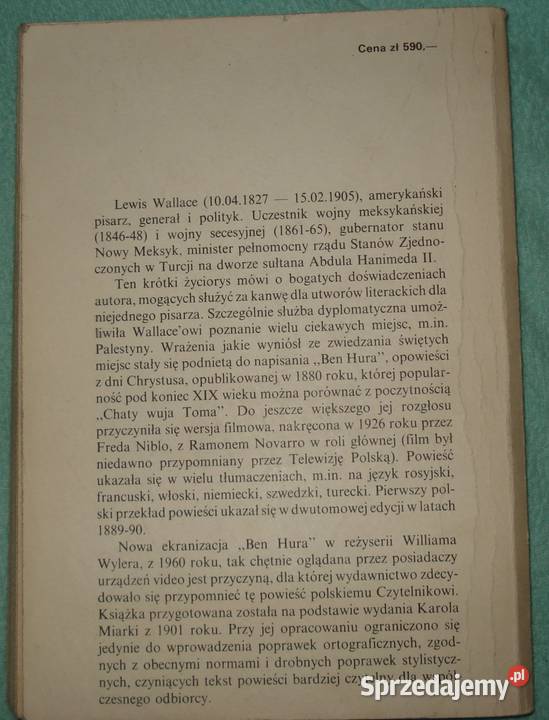 Cena zł 590,—
Lewis Wallace (10.04.1827 — 15.02.1905), amerykański
pisarz, generał i polityk. Uczestnik wojny meksykańskiej
(1846-48) i wojny secesyjnej (1861-65), gubernator stanu
Nowy Meksyk, minister pełnomocny rządu Stanów Zjedno-
czonych w Turcji na dworze sułtana Abdula Hanimeda II.
Ten krótki życiorys mówi o bogatych doświadczeniach
autora, mogących służyć za kanwę dla utworów literackich dla
niejednego pisarza. Szczególnie służba dyplomatyczna umoż-
liwiła Wallace'owi poznanie wielu ciekawych miejsc, m.in.
Palestyny. Wrażenia jakie wyniósł ze zwiedzania świętych
miejsc stały się podnietą do napisania ,,Ben Hura", opowieści
z dni Chrystusa, opublikowanej w 1880 roku, której popular-
ność pod koniec XIX wieku można porównać z poczytnością
,,Chaty wuja Toma". Do jeszcze większego jej rozgłosu
przyczyniła się wersja filmowa, nakręcona w 1926 roku przez
Freda Niblo, z Ramonem Novarro w roli głównej (film był
niedawno przypomniany przez Telewizję Polską). Powieść
ukazała się w wielu tłumaczeniach, m.in. na język rosyjski,
francuski, włoski, niemiecki, szwedzki, turecki. Pierwszy pol-
ski przekład powieści ukazał się w dwutomowej edycji w latach
1889-90.
Nowa ekranizacja ,,Ben Hura" w reżyserii Williama
Wylera, z 1960 roku, tak chętnie oglądana przez posiadaczy
urządzeń video jest przyczyną, dla której wydawnictwo zdecy-
dowało się przypomnieć tę powieść polskiemu Czytelnikowi.
Książka przygotowana została na podstawie wydania Karola
Miarki z 1901 roku. Przy jej opracowaniu ograniczono się
jedynie do wprowadzenia poprawek ortograficznych, zgod-
nych z obecnymi normami i drobnych poprawek stylistycz-
nych, czyniących tekst powieści bardziej czytelny dla współ-
czesnego odbiorcy.
Sprzedajemy.pl